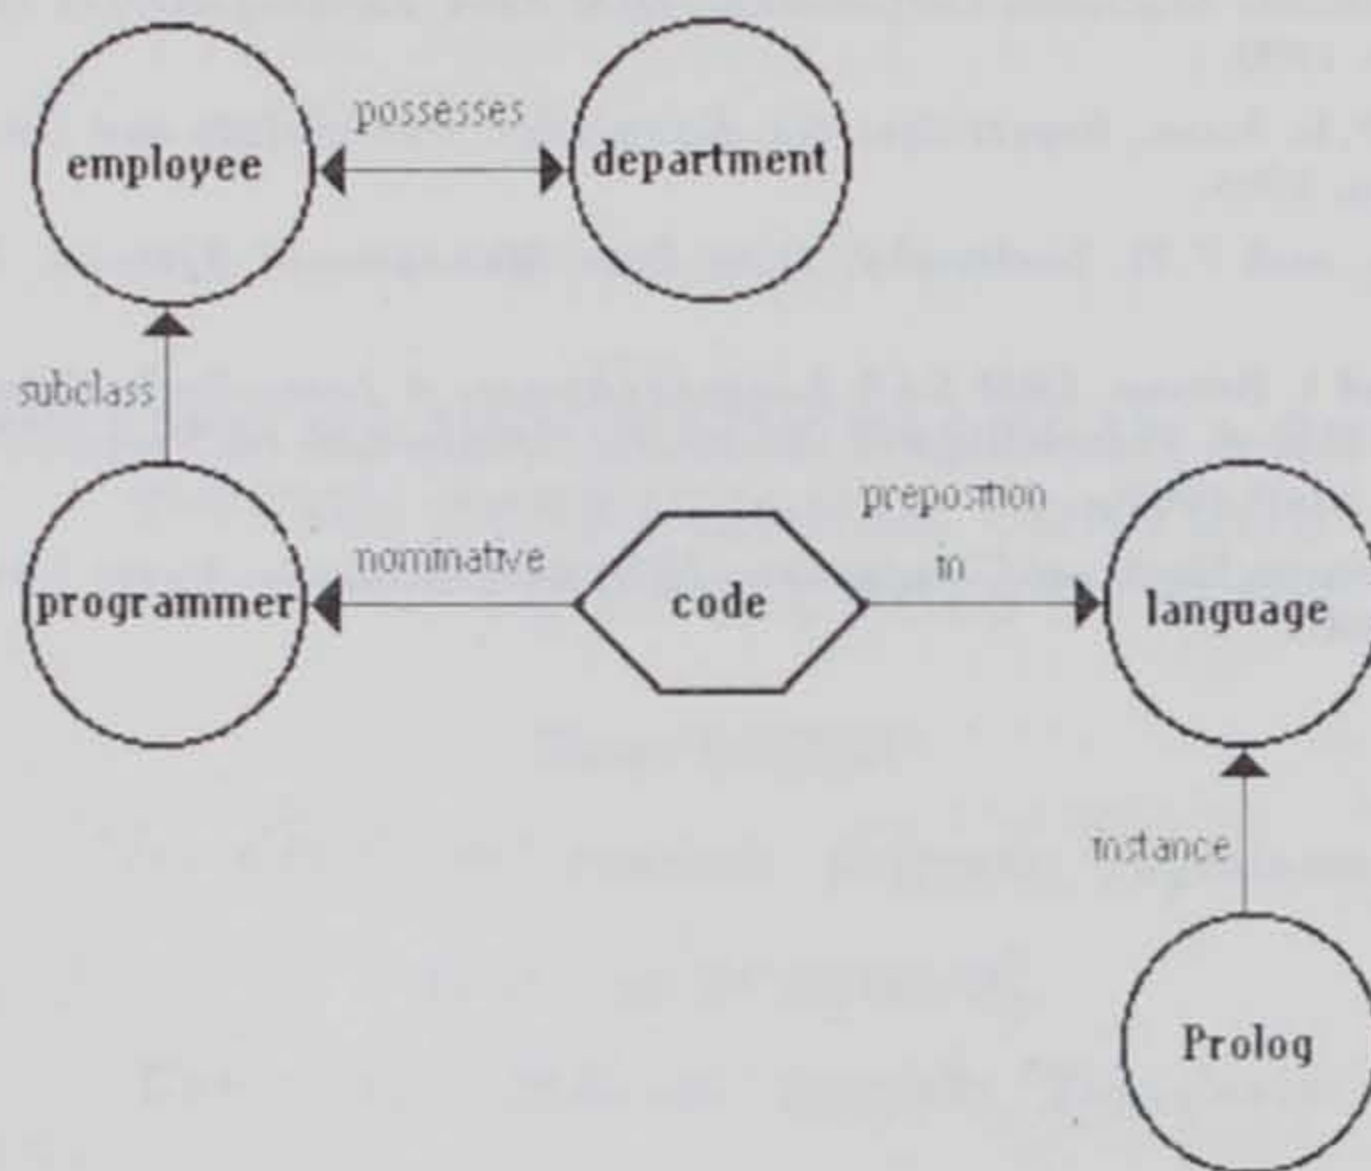 possesses
employee
department
subclass
preposition
nominative
in
programmer
code
language
instance
Prolog